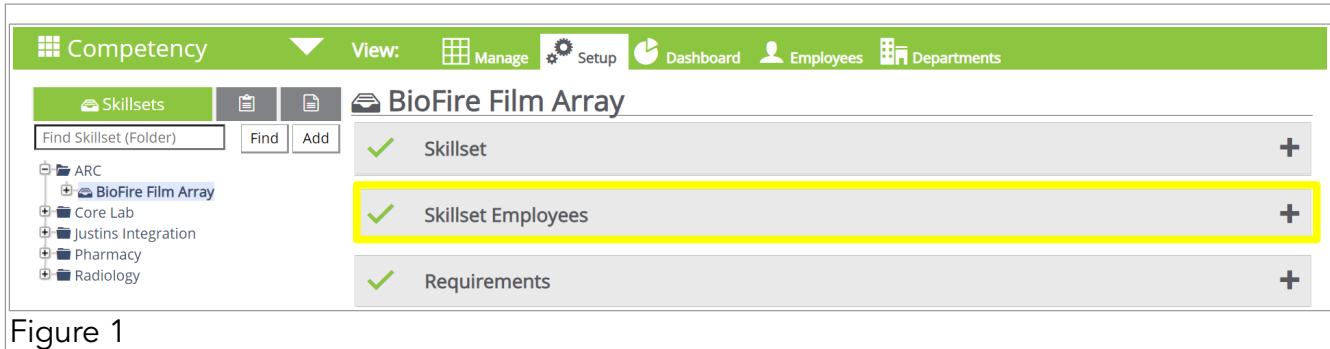 Competency View: Manage Setup Dashboard Employees Departments
Skillsets
BioFire Film Array
Find Skillset (Folder) Find Add
Skillset
ARC
BioFire Film Array
Core Lab
Skillset Employees
Justins Integration
Pharmacy
Radiology
Requirements
Figure 1